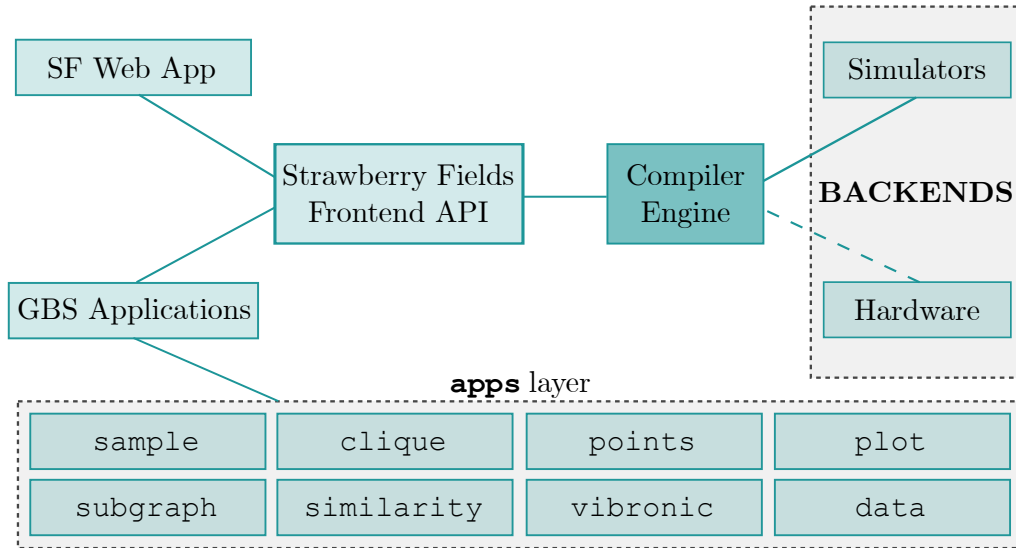 SF Web App
Simulators
Strawberry Fields
Frontend API
Compiler
Engine
BACKENDS
GBS Applications
Hardware
apps layer
sample
clique
points
plot
subgraph
similarity
vibronic
data